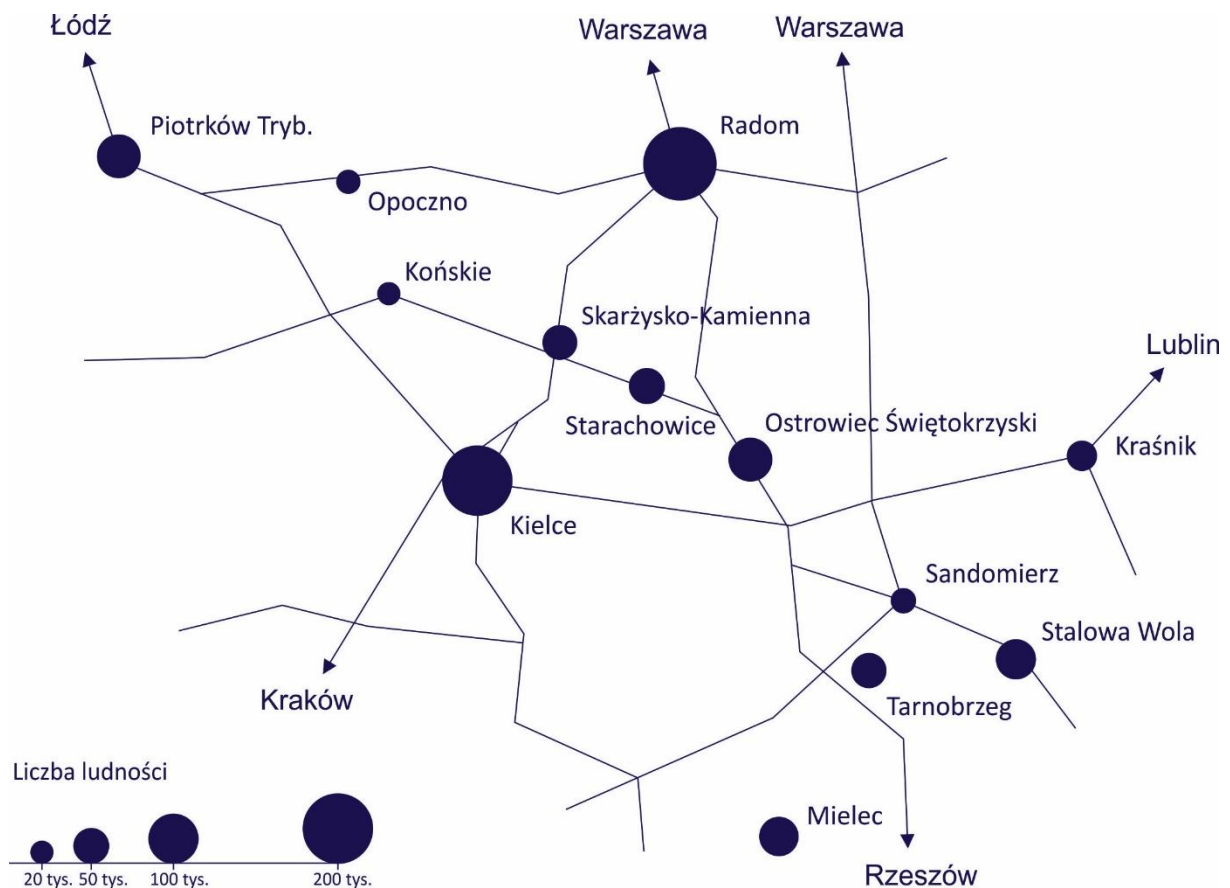 Łódź
Warszawa
Warszawa
Piotrków Tryb.
Radom
Opoczno
Końskie
Skarżysko-Kamienna
Lublin
Starachowice
Ostrowiec Świętokrzyski
Kraśnik
Kielce
Sandomierz
Stalowa Wola
Kraków
Tarnobrzeg
Liczba ludności
Mielec
20 tys. 50 tys. 100 tys. 200 tys.
Rzeszów